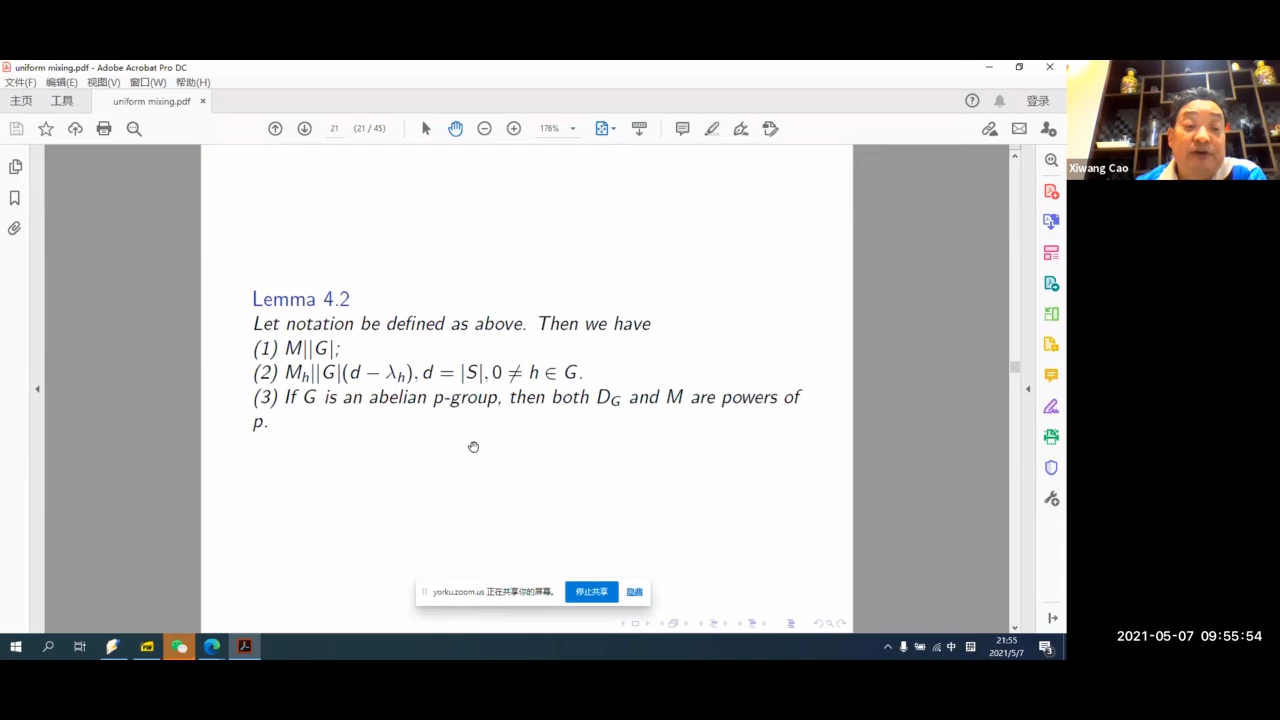 uniform mixing.pdf - Adobe Acrobat Pro DC
文件(F) 编辑(E) 视图(V) 窗口(W) 帮助(H)
主页 工具 uniform mixing.pdf × 登录
21 (21 / 45) 176%
Xiwang Cao
Lemma 4.2
Let notation be defined as above. Then we have
(1) M||G|;
(2) M_h||G|(d − λ_h), d = |S|, 0 ≠ h ∈ G.
(3) If G is an abelian p-group, then both D_G and M are powers of
p.
yorku.zoom.us 正在共享你的屏幕。 停止共享 隐藏
2021-05-07 09:55:54
中 拼 21:55
2021/5/7 3